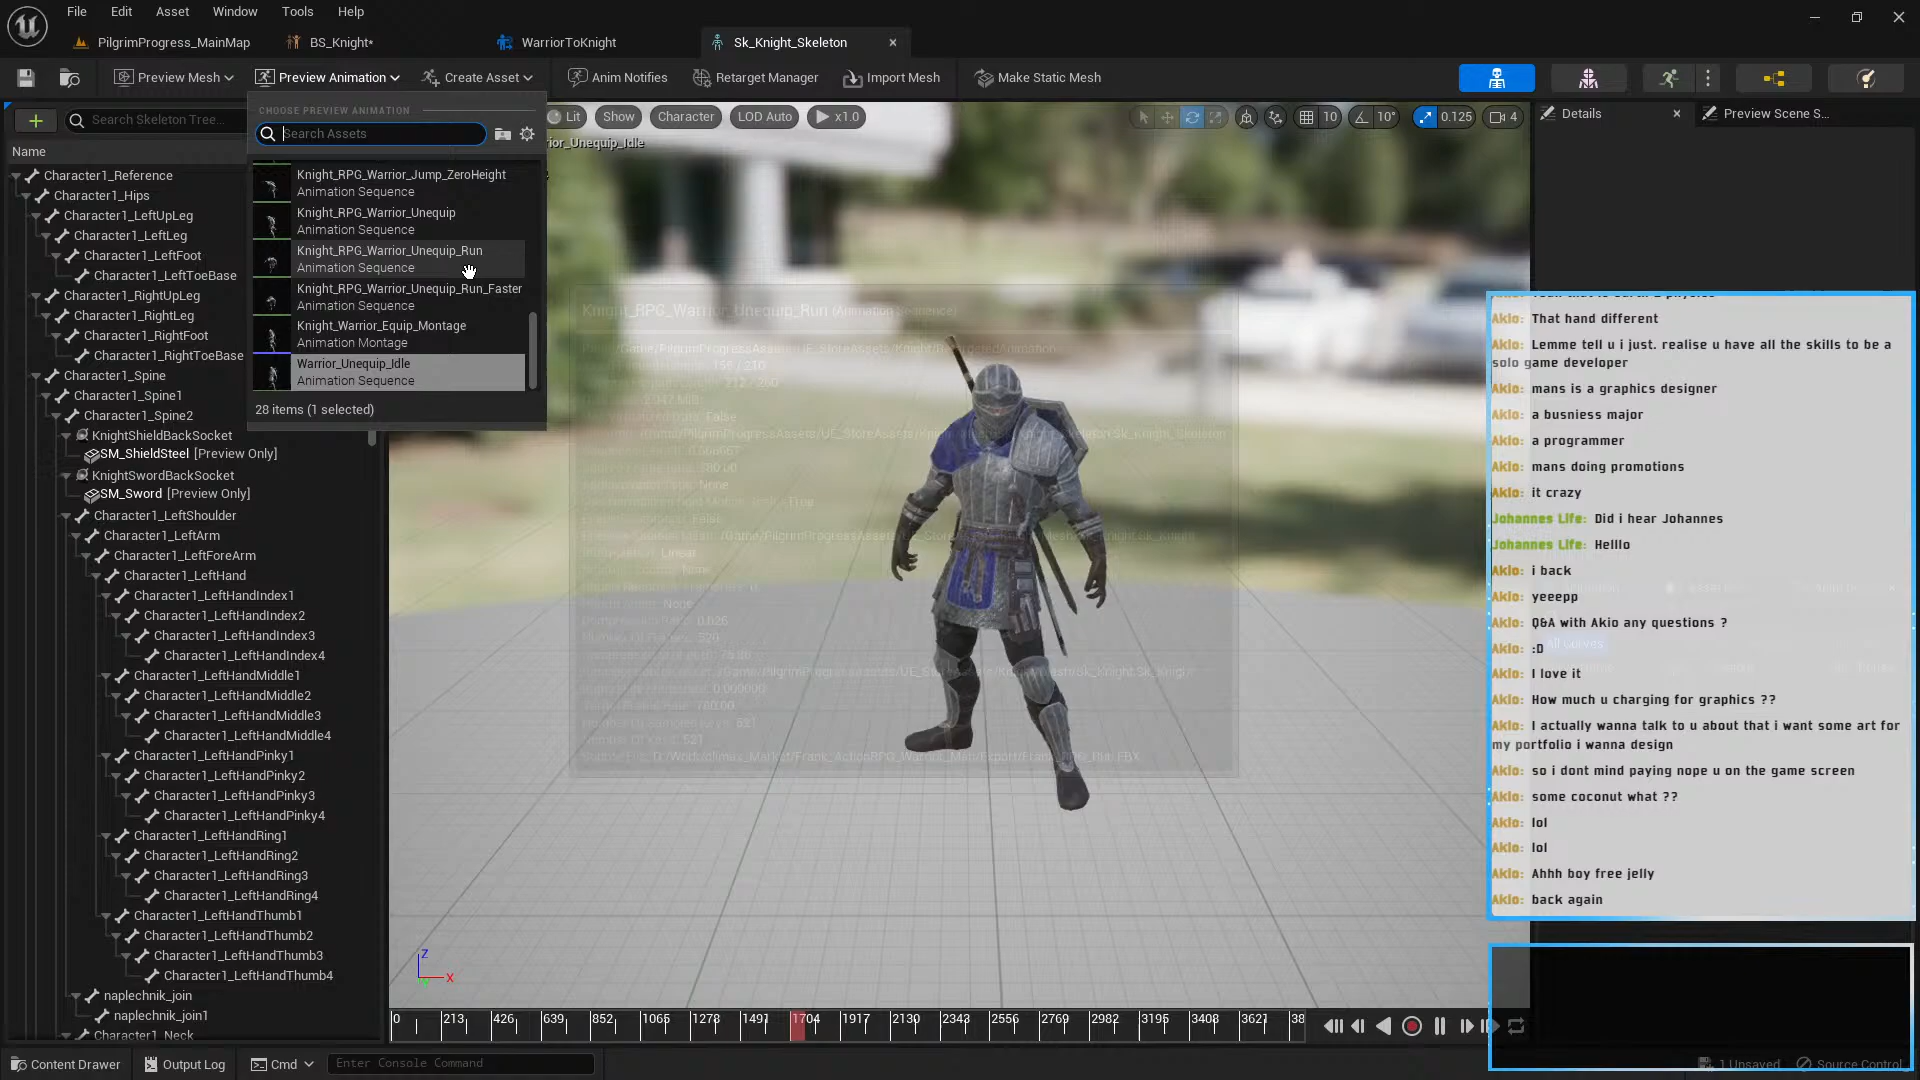 File Edit Asset Window Tools Help
PilgrimProgress_MainMap BS_Knight* WarriorToKnight Sk_Knight_Skeleton
Preview Mesh Preview Animation Create Asset Anim Notifies Retarget Manager Import Mesh Make Static Mesh
Search Skeleton Tree...
Name
Character1_Reference
Character1_Hips
Character1_LeftUpLeg
Character1_LeftLeg
Character1_LeftFoot
Character1_LeftToeBase
Character1_RightUpLeg
Character1_RightLeg
Character1_RightFoot
Character1_RightToeBase
Character1_Spine
Character1_Spine1
Character1_Spine2
KnightShieldBackSocket
SM_ShieldSteel [Preview Only]
KnightSwordBackSocket
SM_Sword [Preview Only]
Character1_LeftShoulder
Character1_LeftArm
Character1_LeftForeArm
Character1_LeftHand
Character1_LeftHandIndex1
Character1_LeftHandIndex2
Character1_LeftHandIndex3
Character1_LeftHandIndex4
Character1_LeftHandMiddle1
Character1_LeftHandMiddle2
Character1_LeftHandMiddle3
Character1_LeftHandMiddle4
Character1_LeftHandPinky1
Character1_LeftHandPinky2
Character1_LeftHandPinky3
Character1_LeftHandPinky4
Character1_LeftHandRing1
Character1_LeftHandRing2
Character1_LeftHandRing3
Character1_LeftHandRing4
Character1_LeftHandThumb1
Character1_LeftHandThumb2
Character1_LeftHandThumb3
Character1_LeftHandThumb4
naplechnik_join
naplechnik_join1
Character1_Neck
CHOOSE PREVIEW ANIMATION
Search Assets
Knight_RPG_Warrior_Jump_ZeroHeight
Animation Sequence
Knight_RPG_Warrior_Unequip
Animation Sequence
Knight_RPG_Warrior_Unequip_Run
Animation Sequence
Knight_RPG_Warrior_Unequip_Run_Faster
Animation Sequence
Knight_Warrior_Equip_Montage
Animation Montage
Warrior_Unequip_Idle
Animation Sequence
28 items (1 selected)
Lit Show Character LOD Auto x1.0 10 10° 0.125 4
ior_Unequip_Idle
Knight_RPG_Warrior_Unequip_Run (Animation Sequence)
Z
X
0 213 426 639 852 1065 1278 1491 1704 1917 2130 2343 2556 2769 2982 3195 3408 3621 38
Details Preview Scene S...
Akio: That hand different
Akio: Lemme tell u i just. realise u have all the skills to be a
solo game developer
Akio: mans is a graphics designer
Akio: a busniess major
Akio: a programmer
Akio: mans doing promotions
Akio: it crazy
Johannes Life: Did i hear Johannes
Johannes Life: Helllo
Akio: i back
Akio: yeeepp
Akio: Q&A with Akio any questions ?
Akio: :D
All Curves
Akio: I love it
Akio: How much u charging for graphics ??
Akio: I actually wanna talk to u about that i want some art for
my portfolio i wanna design
Akio: so i dont mind paying nope u on the game screen
Akio: some coconut what ??
Akio: lol
Akio: lol
Akio: Ahhh boy free jelly
Akio: back again
Content Drawer Output Log Cmd Enter Console Command 1 Unsaved Source Control